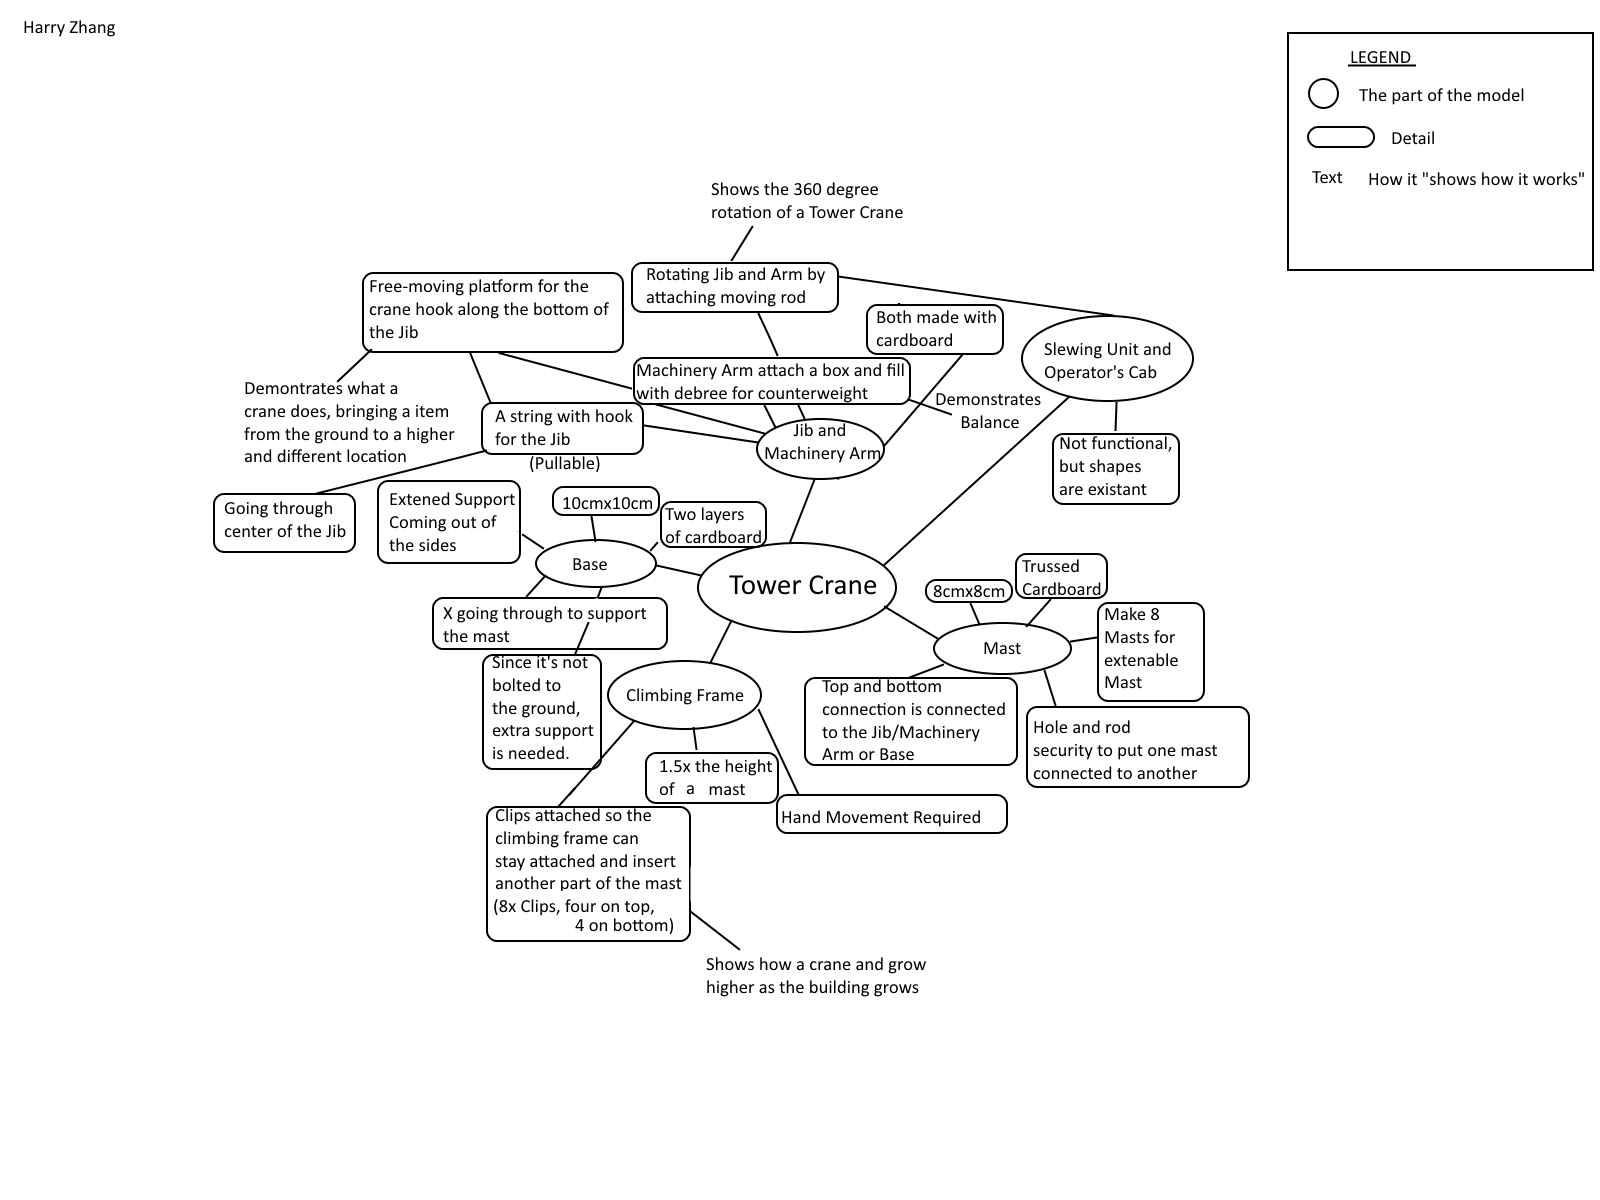 Harry Zhang
LEGEND
The part of the model
Detail
Text How it "shows how it works"
Shows the 360 degree
rotation of a Tower Crane
Rotating Jib and Arm by
attaching moving rod
Free-moving platform for the
crane hook along the bottom of
the Jib
Both made with
cardboard
Slewing Unit and
Operator's Cab
Machinery Arm attach a box and fill
with debree for counterweight
Demonstrates
Balance
Demontrates what a
crane does, bringing a item
from the ground to a higher
and different location
A string with hook
for the Jib
(Pullable)
Jib and
Machinery Arm
Not functional,
but shapes
are existant
Going through
center of the Jib
Extened Support
Coming out of
the sides
10cmx10cm
Two layers
of cardboard
Base
Tower Crane
8cmx8cm
Trussed
Cardboard
Make 8
Masts for
extenable
Mast
X going through to support
the mast
Mast
Since it's not
bolted to
the ground,
extra support
is needed.
Climbing Frame
Top and bottom
connection is connected
to the Jib/Machinery
Arm or Base
Hole and rod
security to put one mast
connected to another
1.5x the height
of a mast
Hand Movement Required
Clips attached so the
climbing frame can
stay attached and insert
another part of the mast
(8x Clips, four on top,
4 on bottom)
Shows how a crane and grow
higher as the building grows